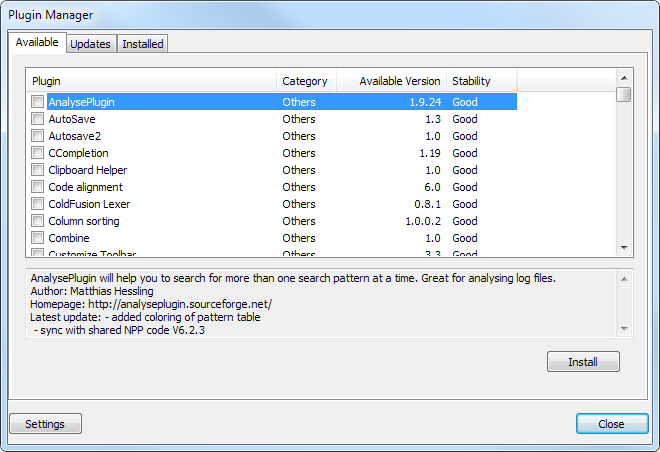 Plugin Manager
Available Updates Installed
Plugin Category Available Version Stability
AnalysePlugin Others 1.9.24 Good
AutoSave Others 1.3 Good
Autosave2 Others 1.0 Good
CCompletion Others 1.19 Good
Clipboard Helper Others 1.0 Good
Code alignment Others 6.0 Good
ColdFusion Lexer Others 0.8.1 Good
Column sorting Others 1.0.0.2 Good
Combine Others 1.0 Good
Customize Toolbar Others 3.3 Good
AnalysePlugin will help you to search for more than one search pattern at a time. Great for analysing log files.
Author: Matthias Hessling
Homepage: http://analyseplugin.sourceforge.net/
Latest update: - added coloring of pattern table
- sync with shared NPP code V6.2.3
Install
Settings Close